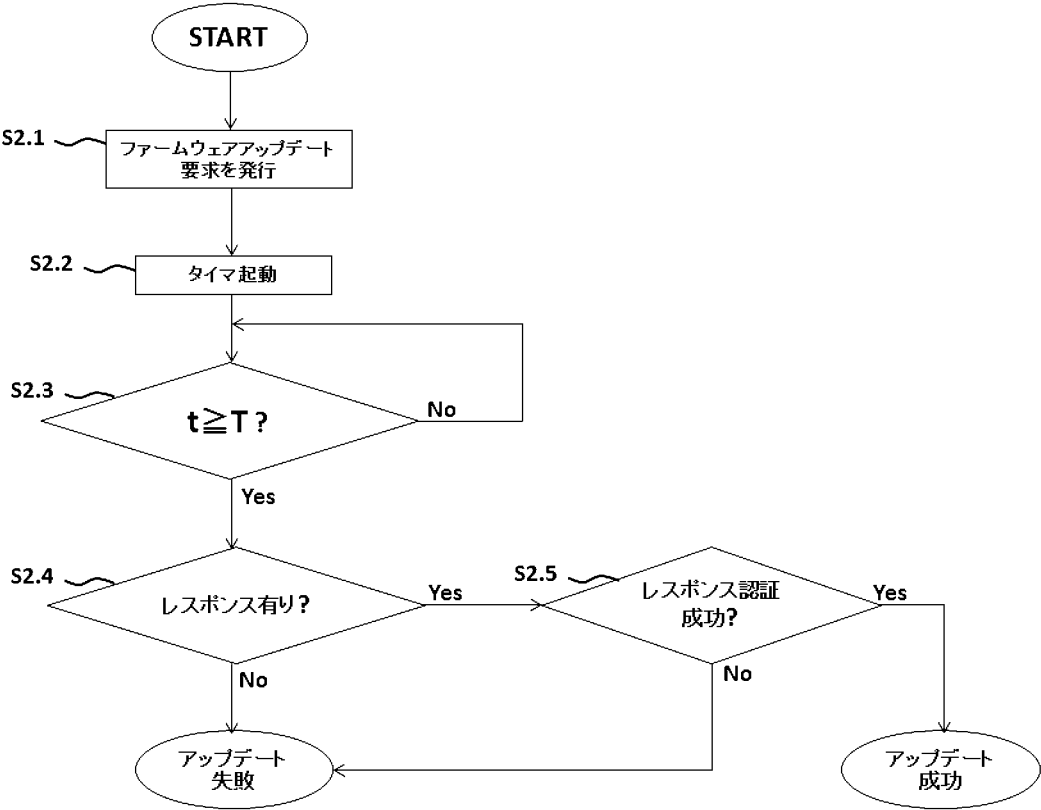 START
S2.1
ファームウェアアップデート
要求を発行
S2.2
タイマ起動
S2.3
t≧T?
No
Yes
S2.4
レスポンス有り?
Yes
S2.5
レスポンス認証
成功?
Yes
No
No
アップデート
失敗
アップデート
成功